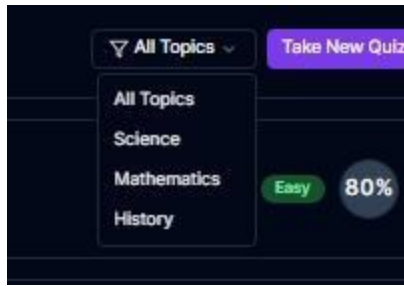 All Topics
Take New Quiz
All Topics
Science
Mathematics
History
Easy
80%